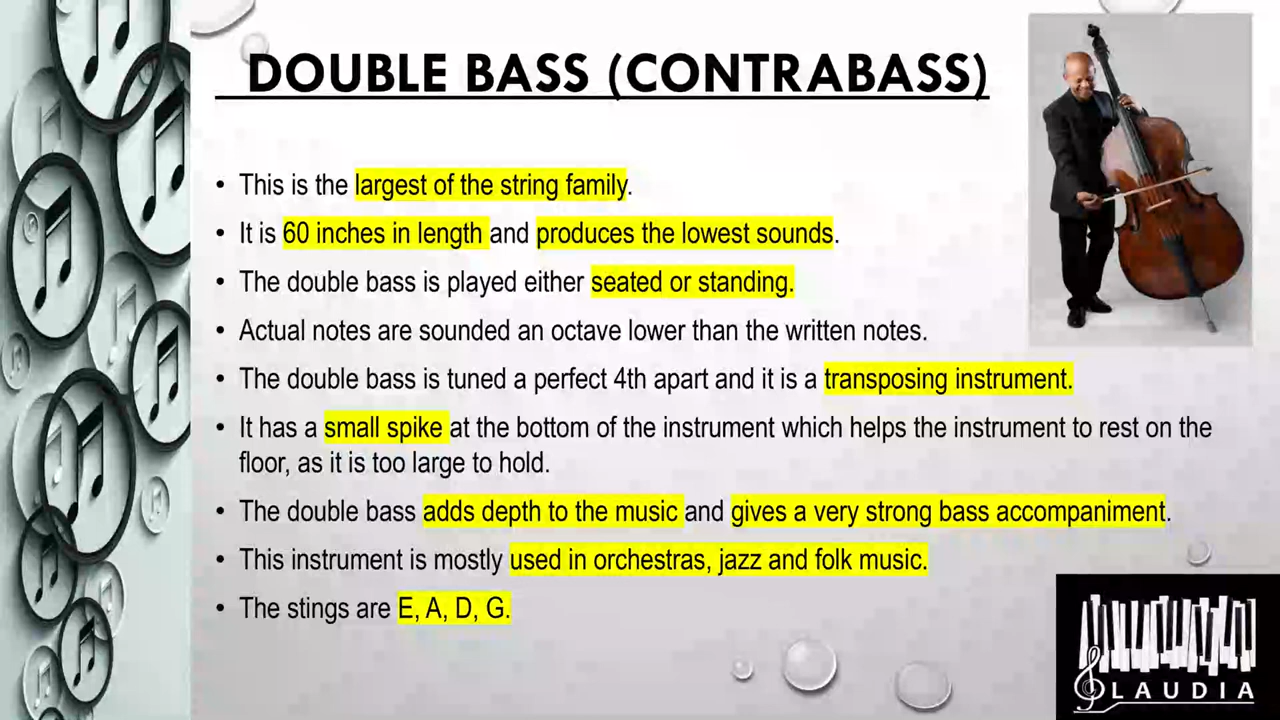 DOUBLE BASS (CONTRABASS)
• This is the largest of the string family.
• It is 60 inches in length and produces the lowest sounds.
• The double bass is played either seated or standing.
• Actual notes are sounded an octave lower than the written notes.
• The double bass is tuned a perfect 4th apart and it is a transposing instrument.
• It has a small spike at the bottom of the instrument which helps the instrument to rest on the
floor, as it is too large to hold.
• The double bass adds depth to the music and gives a very strong bass accompaniment.
• This instrument is mostly used in orchestras, jazz and folk music.
• The stings are E, A, D, G.
CLAUDIA